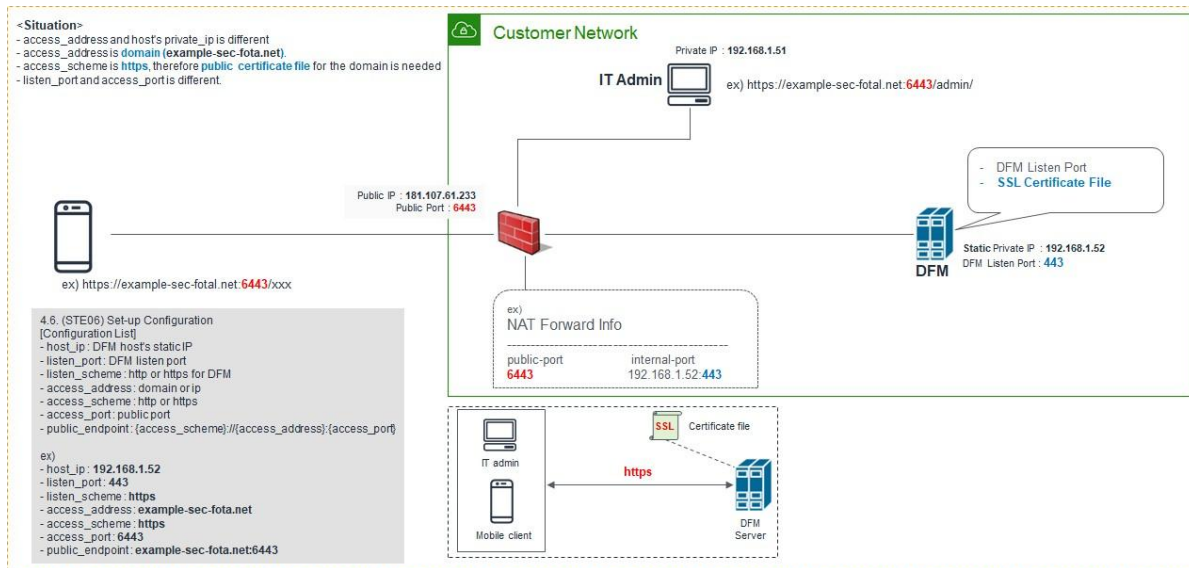 <Situation>
- access_address and host's private_ip is different
- access_address is domain (example-sec-fota.net).
- access_scheme is https, therefore public certificate file for the domain is needed
- listen_port and access_port is different.
Customer Network
Private IP : 192.168.1.51
IT Admin
ex) https://example-sec-fotal.net:6443/admin/
Public IP : 181.107.61.233
Public Port : 6443
- DFM Listen Port
- SSL Certificate File
Static Private IP : 192.168.1.52
DFM Listen Port : 443
DFM
ex) https://example-sec-fotal.net:6443/xxx
ex)
NAT Forward Info
public-port internal-port
6443 192.168.1.52:443
4.6. (STE06) Set-up Configuration
[Configuration List]
- host_ip: DFM host's static IP
- listen_port: DFM listen port
- listen_scheme: http or https for DFM
- access_address: domain or ip
- access_scheme: http or https
- access_port: public port
- public_endpoint: {access_scheme}://{access_address}:{access_port}
ex)
- host_ip : 192.168.1.52
- listen_port : 443
- listen_scheme : https
- access_address : example-sec-fota.net
- access_scheme : https
- access_port : 6443
- public_endpoint : example-sec-fota.net:6443
SSL Certificate file
IT admin
https
Mobile client
DFM
Server